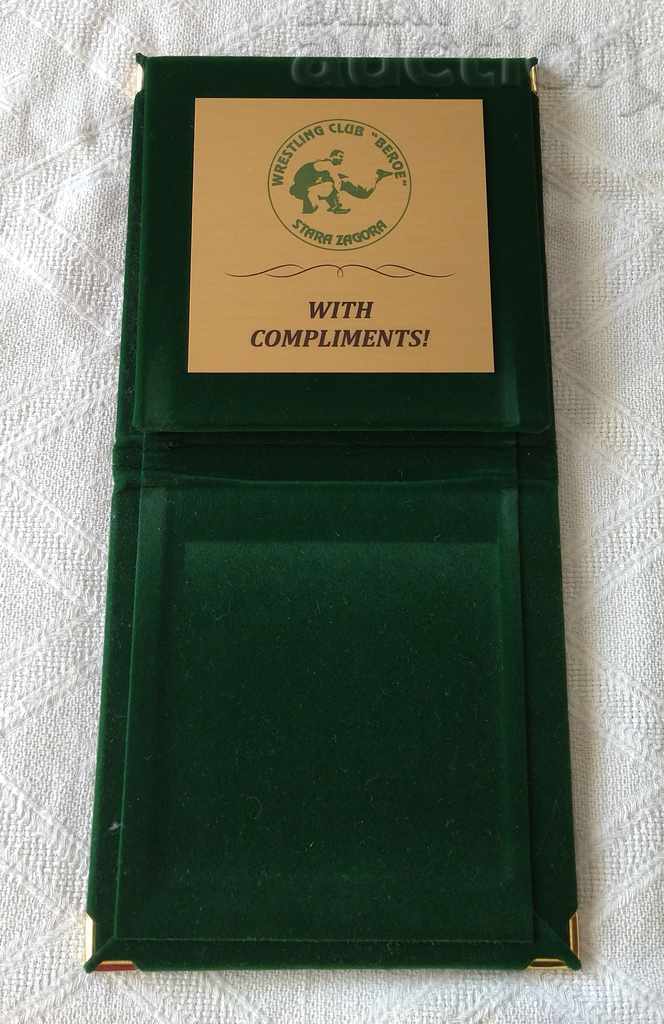 WRESTLING CLUB "BEROE"
STARA ZAGORA
WITH
COMPLIMENTS!